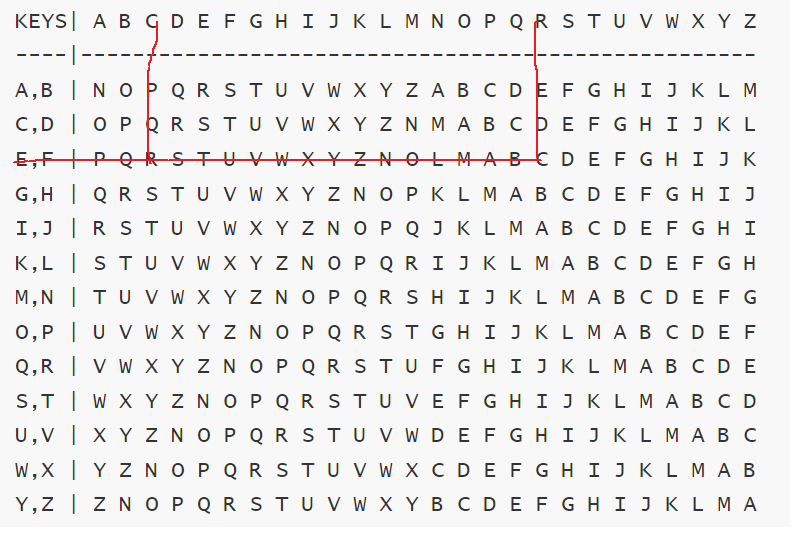 KEYS| A B C D E F G H I J K L M N O P Q R S T U V W X Y Z
----|----------------------------------------------------
A,B | N O P Q R S T U V W X Y Z A B C D E F G H I J K L M
C,D | O P Q R S T U V W X Y Z N M A B C D E F G H I J K L
E,F | P Q R S T U V W X Y Z N O L M A B C D E F G H I J K
G,H | Q R S T U V W X Y Z N O P K L M A B C D E F G H I J
I,J | R S T U V W X Y Z N O P Q J K L M A B C D E F G H I
K,L | S T U V W X Y Z N O P Q R I J K L M A B C D E F G H
M,N | T U V W X Y Z N O P Q R S H I J K L M A B C D E F G
O,P | U V W X Y Z N O P Q R S T G H I J K L M A B C D E F
Q,R | V W X Y Z N O P Q R S T U F G H I J K L M A B C D E
S,T | W X Y Z N O P Q R S T U V E F G H I J K L M A B C D
U,V | X Y Z N O P Q R S T U V W D E F G H I J K L M A B C
W,X | Y Z N O P Q R S T U V W X C D E F G H I J K L M A B
Y,Z | Z N O P Q R S T U V W X Y B C D E F G H I J K L M A